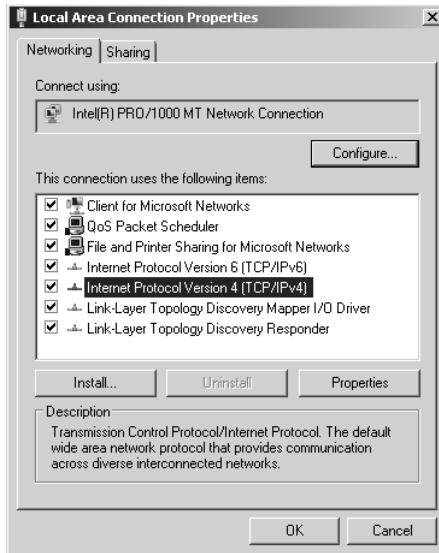 Local Area Connection Properties
Networking
Sharing
Connect using:
Intel(R) PRO/1000 MT Network Connection
Configure...
This connection uses the following items:
Client for Microsoft Networks
QoS Packet Scheduler
File and Printer Sharing for Microsoft Networks
Internet Protocol Version 6 (TCP/IPv6)
Internet Protocol Version 4 (TCP/IPv4)
Link-Layer Topology Discovery Mapper I/O Driver
Link-Layer Topology Discovery Responder
Install...
Uninstall
Properties
Description
Transmission Control Protocol/Internet Protocol. The default
wide area network protocol that provides communication
across diverse interconnected networks.
OK
Cancel